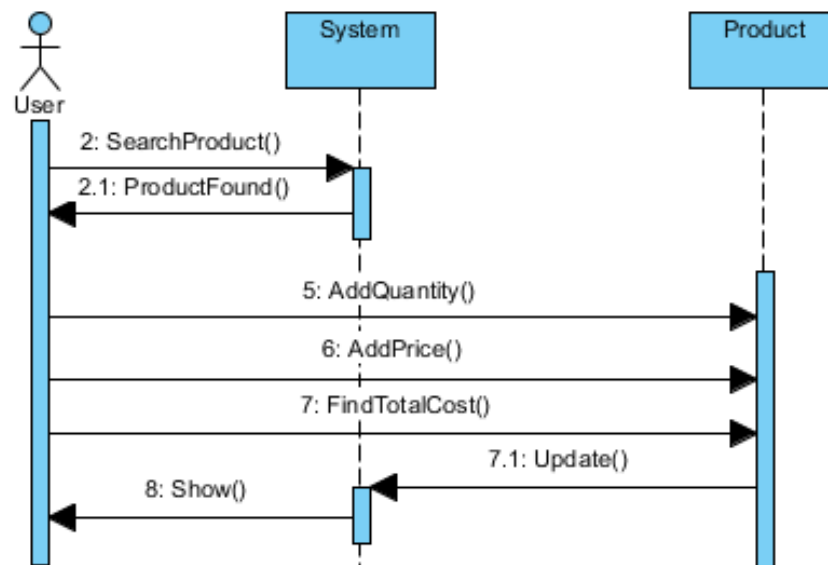 System
Product
User
2: SearchProduct()
2.1: ProductFound()
5: AddQuantity()
6: AddPrice()
7: FindTotalCost()
7.1: Update()
8: Show()